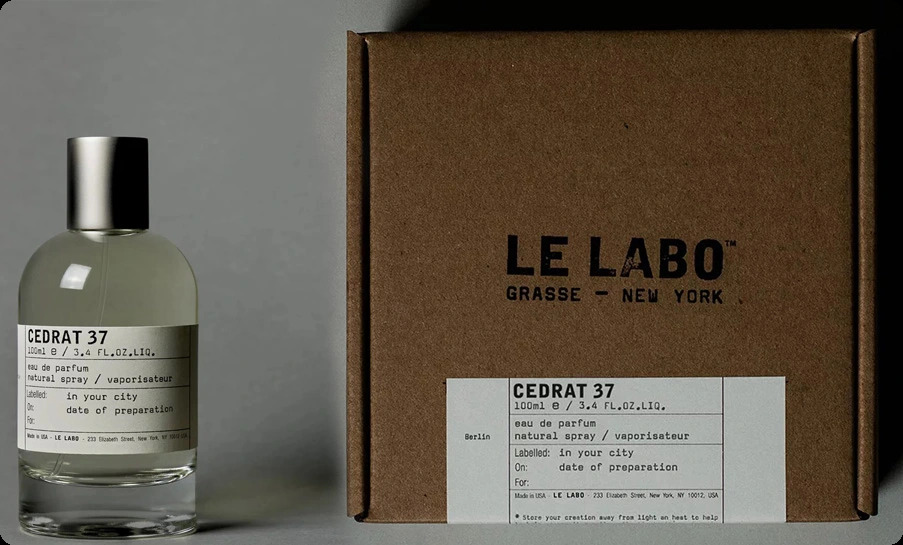 CEDRAT 37
100ml ℮ / 3.4 FL.OZ.LIQ.
eau de parfum
natural spray / vaporisateur
Labelled: in your city
On: date of preparation
For:
Made in USA - LE LABO - 233 Elizabeth Street, New York, NY 10012, USA
LE LABO™
GRASSE — NEW YORK
CEDRAT 37
100ml ℮ / 3.4 FL.OZ.LIQ.
eau de parfum
Berlin
natural spray / vaporisateur
Labelled: in your city
On: date of preparation
For:
Made in USA - LE LABO - 233 Elizabeth Street, New York, NY 10012, USA
* Store your creation away from light an heat to help